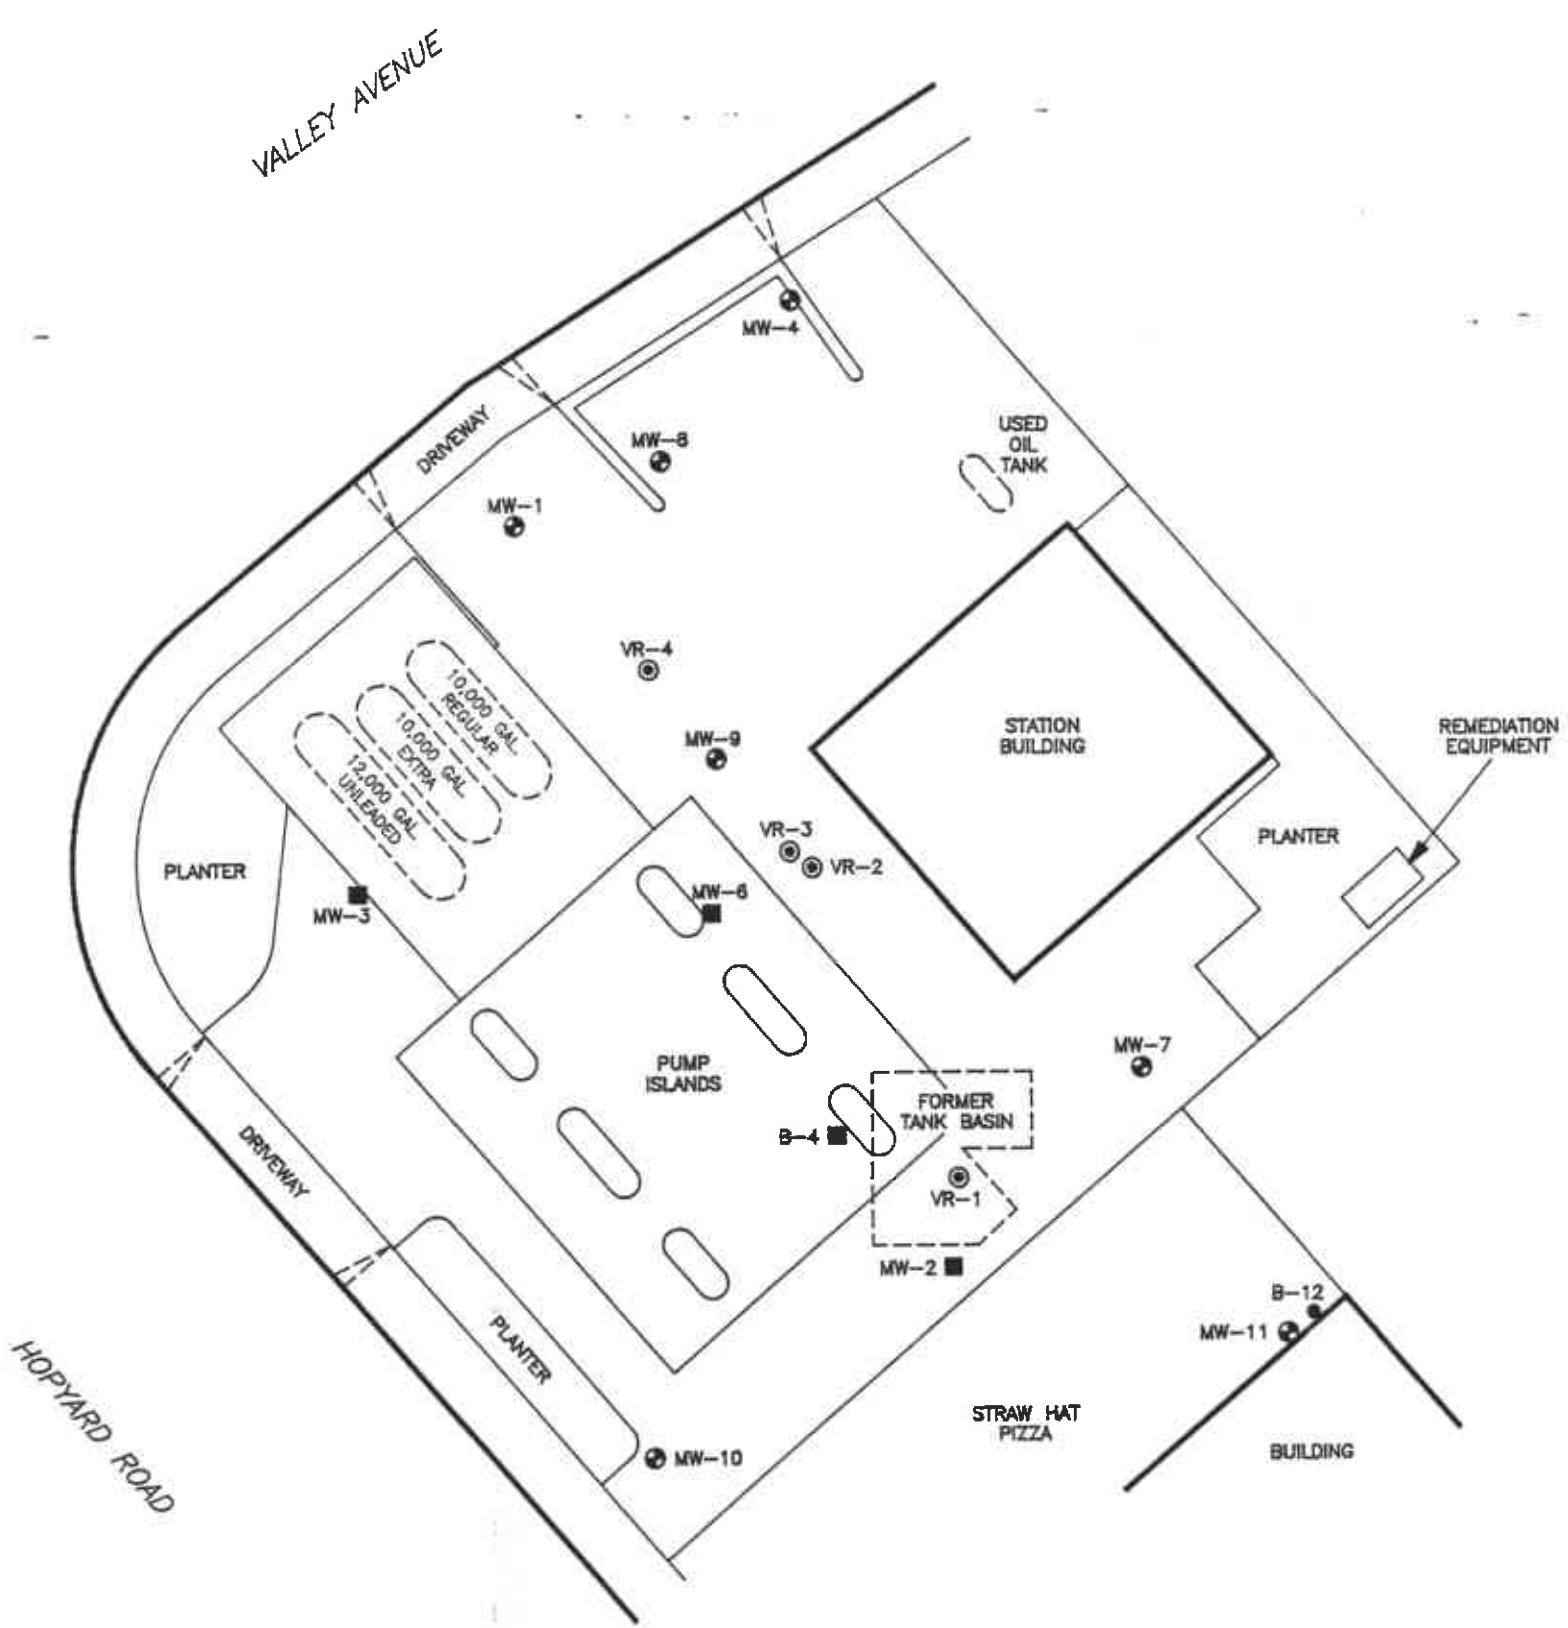 VALLEY AVENUE
MW-4
DRIVEWAY
MW-8
USED
OIL
TANK
MW-1
VR-4
10,000 GAL.
REGULAR
10,000 GAL.
EXTRA
12,000 GAL.
UNLEADED
MW-9
STATION
BUILDING
REMEDIATION
EQUIPMENT
VR-3
VR-2
PLANTER
PLANTER
MW-6
MW-3
MW-7
PUMP
ISLANDS
FORMER
TANK BASIN
B-4
DRIVEWAY
VR-1
MW-2
B-12
MW-11
PLANTER
HOPYARD ROAD
STRAW HAT
PIZZA
BUILDING
MW-10